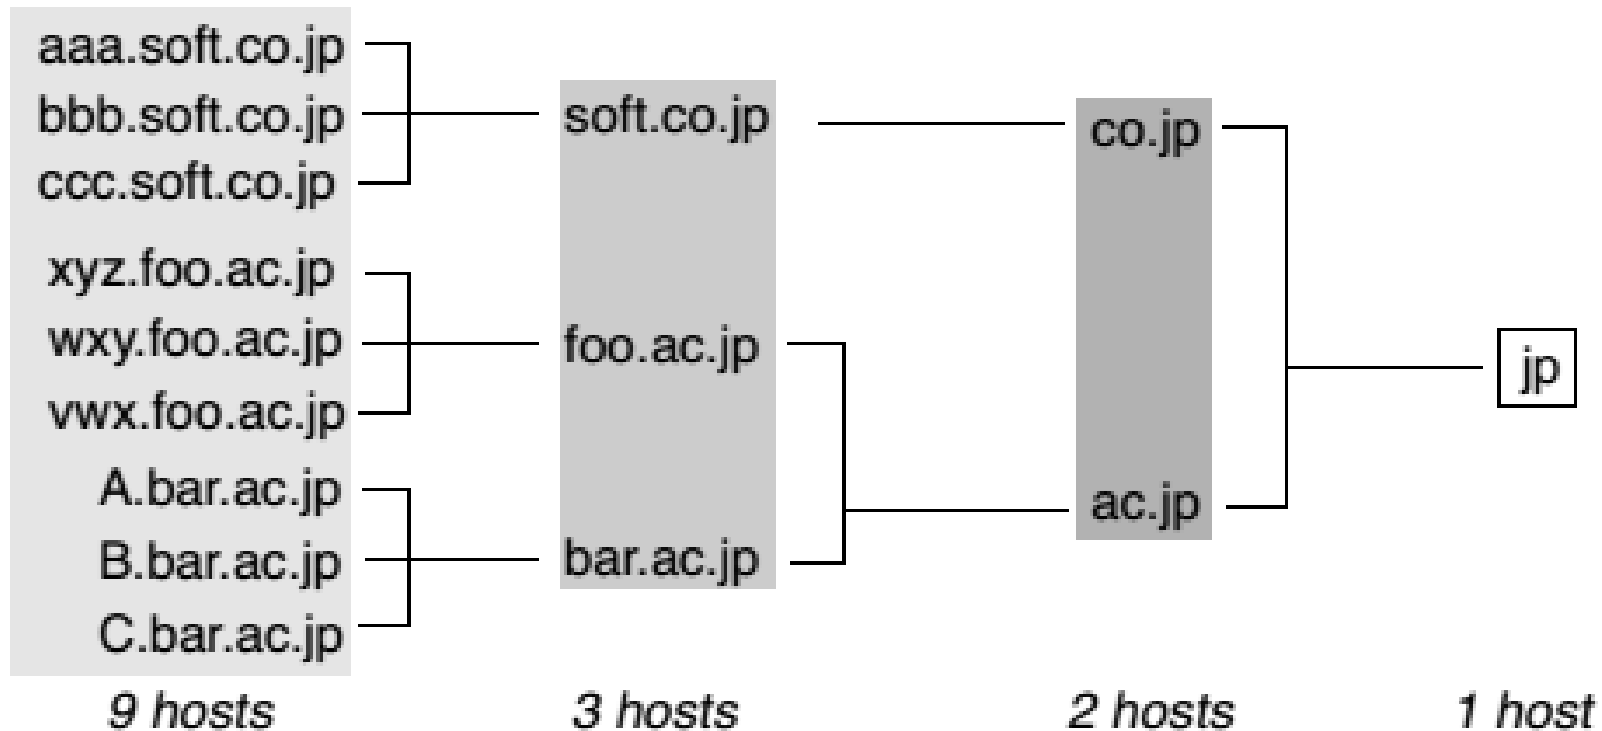 aaa.soft.co.jp
bbb.soft.co.jp
ccc.soft.co.jp
xyz.foo.ac.jp
wxy.foo.ac.jp
vwx.foo.ac.jp
A.bar.ac.jp
B.bar.ac.jp
C.bar.ac.jp
9 hosts
soft.co.jp
foo.ac.jp
bar.ac.jp
3 hosts
co.jp
ac.jp
2 hosts
jp
1 host